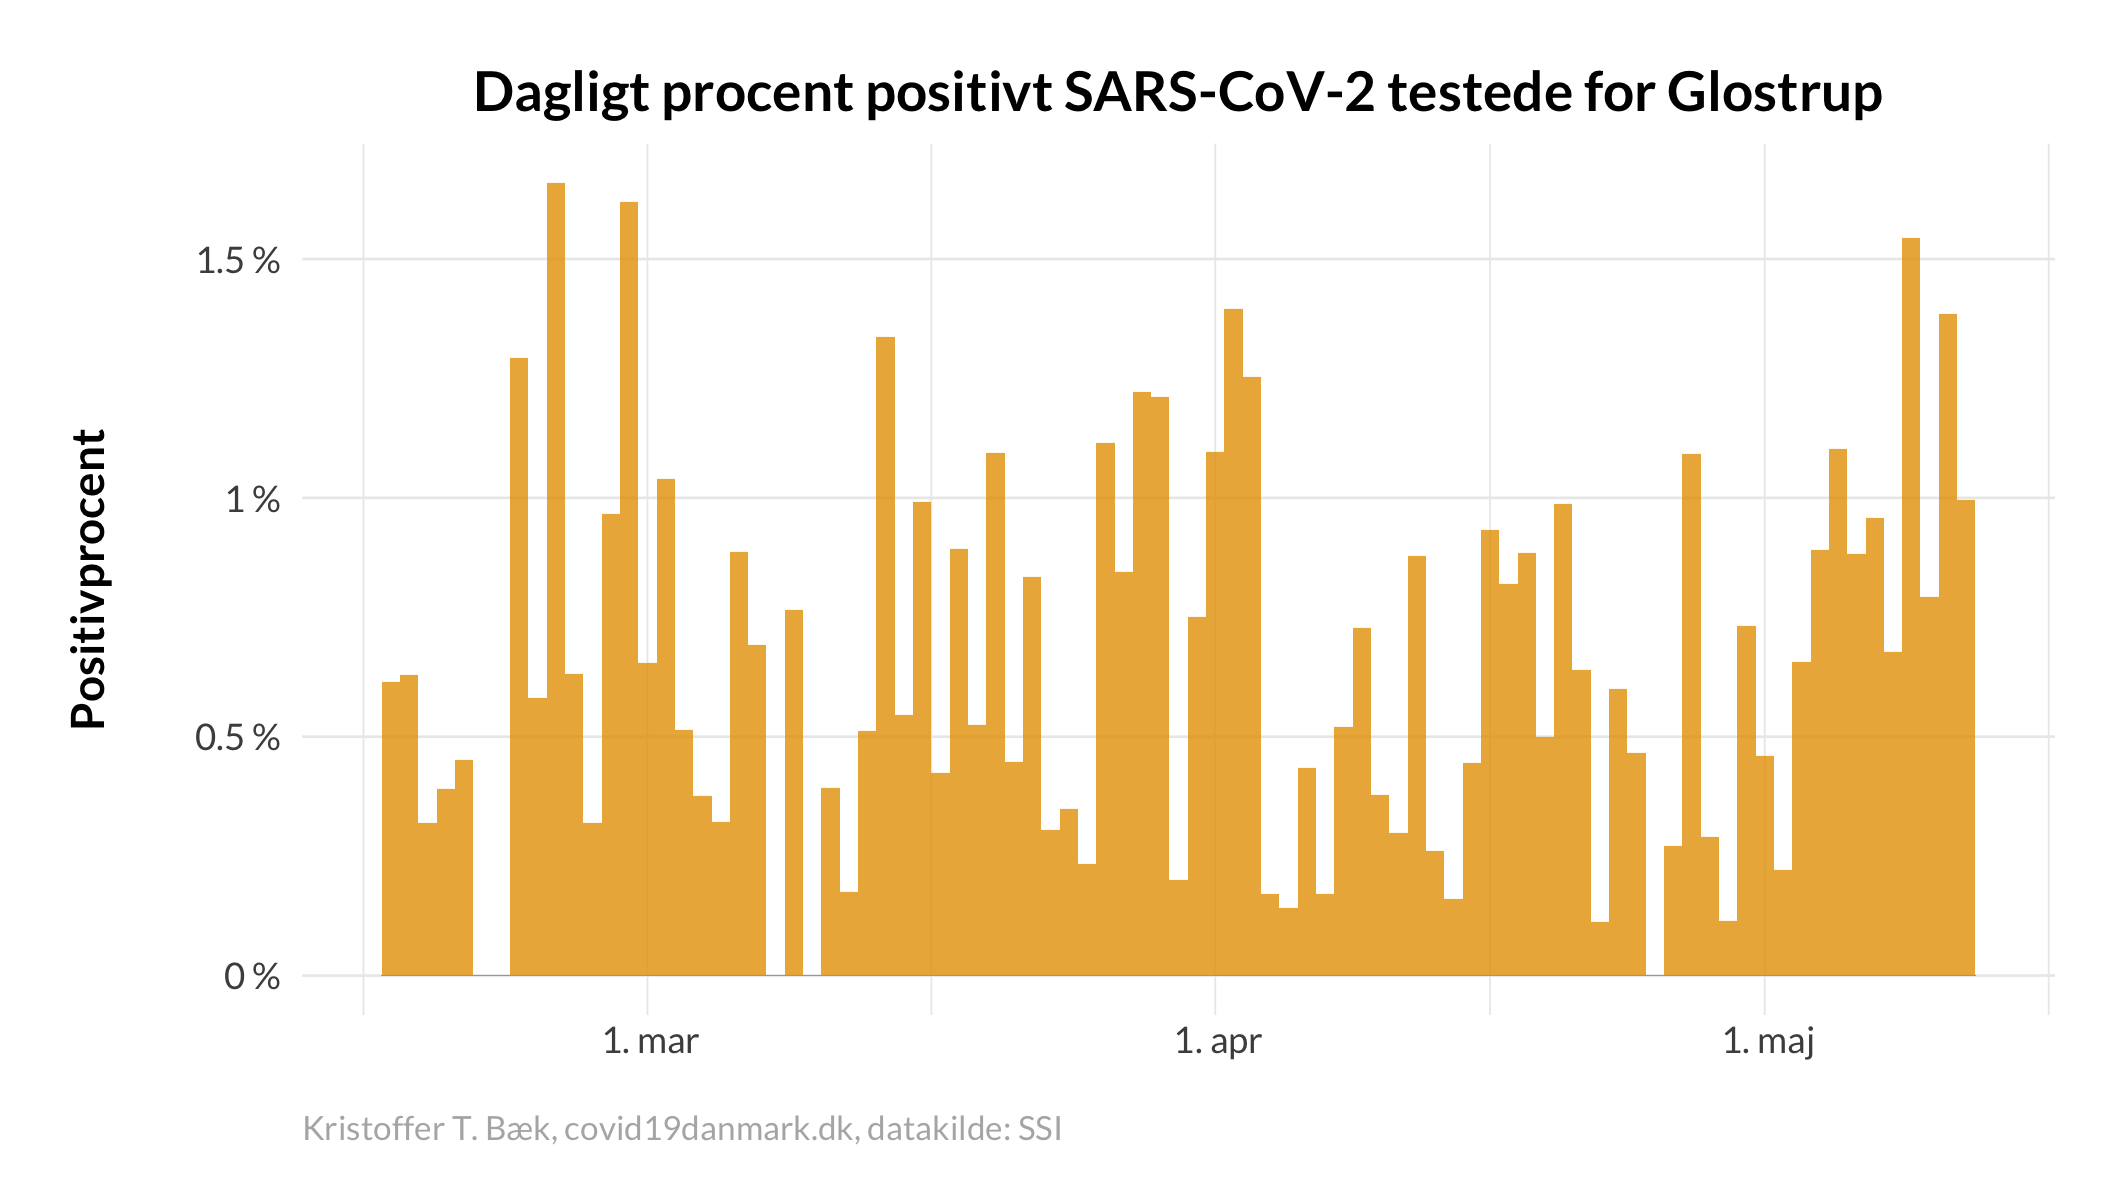 Dagligt procent positivt SARS-CoV-2 testede for Glostrup
Positivprocent
1.5 %
1 %
0.5 %
0 %
1. mar
1. apr
1. maj
Kristoffer T. Bæk, covid19danmark.dk, datakilde: SSI